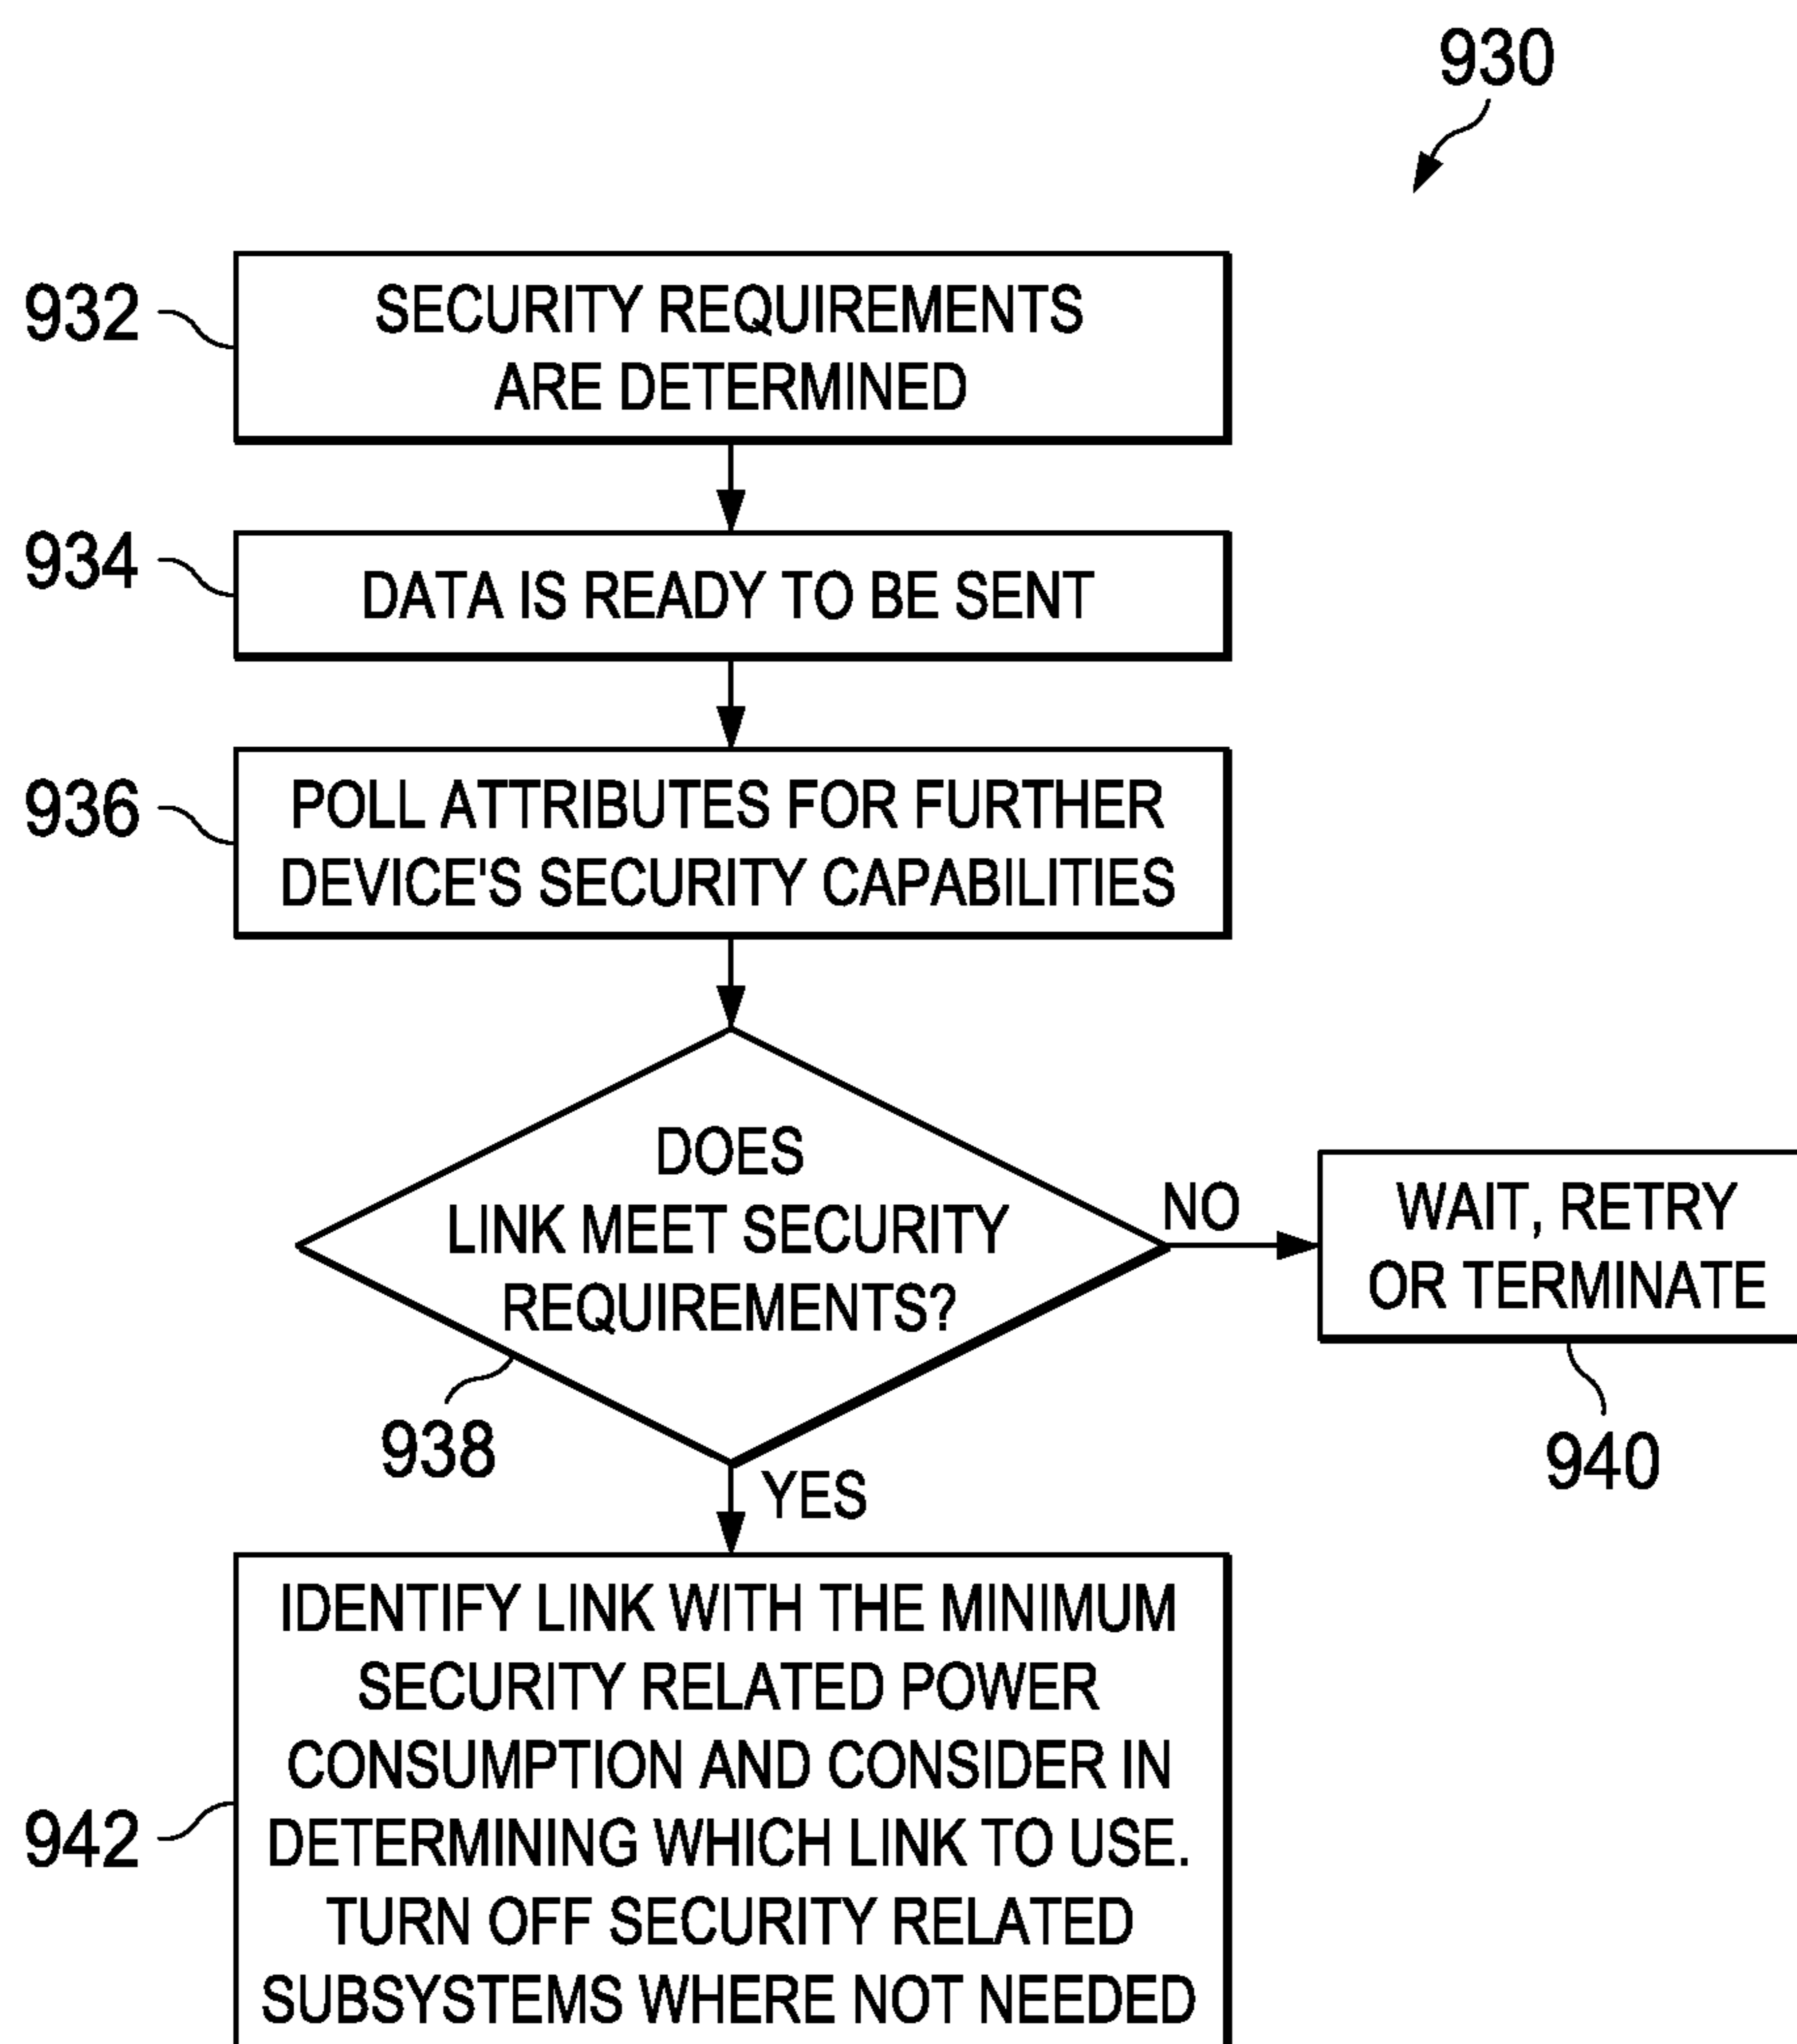 930
932
SECURITY REQUIREMENTS
ARE DETERMINED
934
DATA IS READY TO BE SENT
936
POLL ATTRIBUTES FOR FURTHER
DEVICE'S SECURITY CAPABILITIES
DOES
LINK MEET SECURITY
REQUIREMENTS?
938
NO
WAIT, RETRY
OR TERMINATE
940
YES
942
IDENTIFY LINK WITH THE MINIMUM
SECURITY RELATED POWER
CONSUMPTION AND CONSIDER IN
DETERMINING WHICH LINK TO USE.
TURN OFF SECURITY RELATED
SUBSYSTEMS WHERE NOT NEEDED